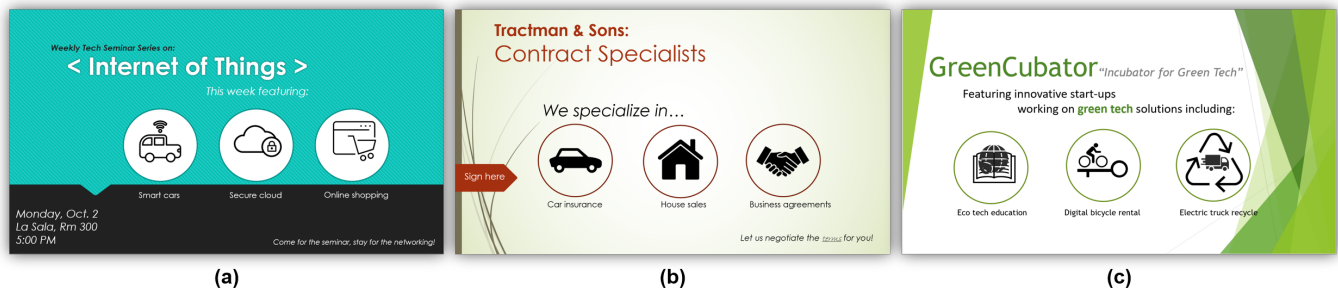 Weekly Tech Seminar Series on:
< Internet of Things >
This week featuring:
Smart cars
Secure cloud
Online shopping
Monday, Oct. 2
La Sala, Rm 300
5:00 PM
Come for the seminar, stay for the networking!
(a)
Tractman & Sons:
Contract Specialists
We specialize in...
Sign here
Car insurance
House sales
Business agreements
Let us negotiate the terms for you!
(b)
GreenCubator "Incubator for Green Tech"
Featuring innovative start-ups
working on green tech solutions including:
Eco tech education
Digital bicycle rental
Electric truck recycle
(c)